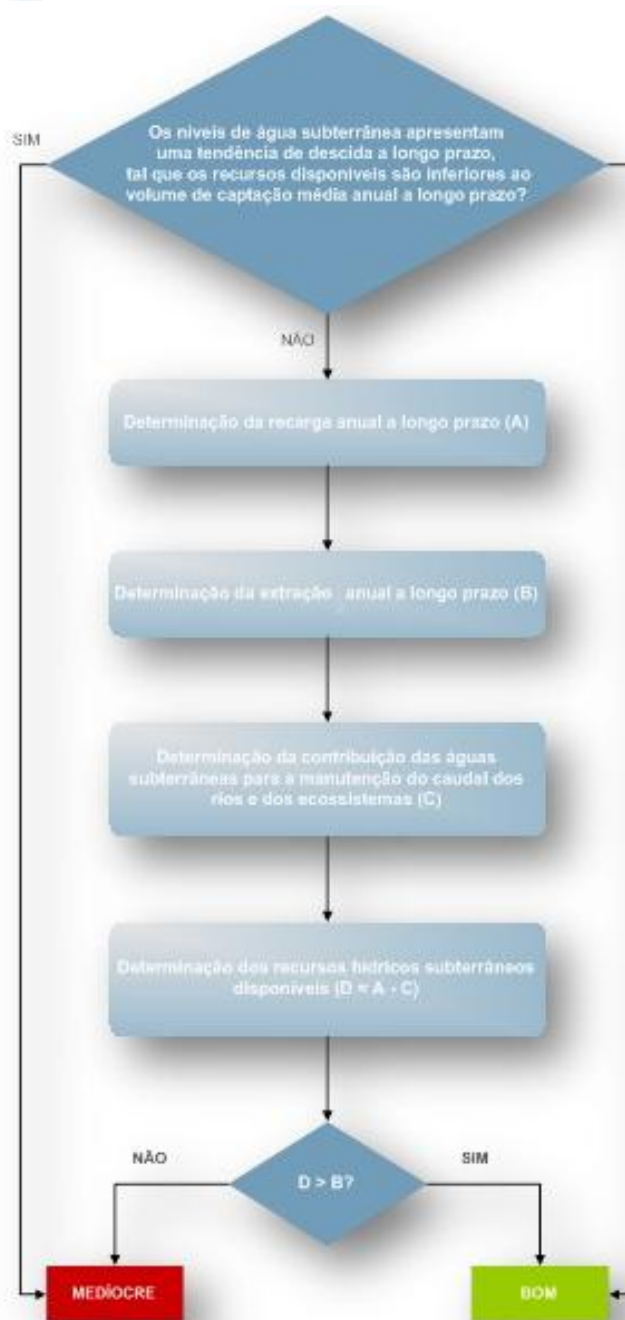 Os níveis de água subterrânea apresentam
uma tendência de descida a longo prazo,
tal que os recursos disponíveis são inferiores ao
volume de captação média anual a longo prazo?
SIM
NÃO
Determinação da recarga anual a longo prazo (A)
Determinação da extração anual a longo prazo (B)
Determinação da contribuição das águas
subterrâneas para a manutenção do caudal dos
rios e dos ecossistemas (C)
Determinação dos recursos hídricos subterrâneos
disponíveis (D = A - C)
NÃO
D > B?
SIM
MEDÍOCRE
BOM